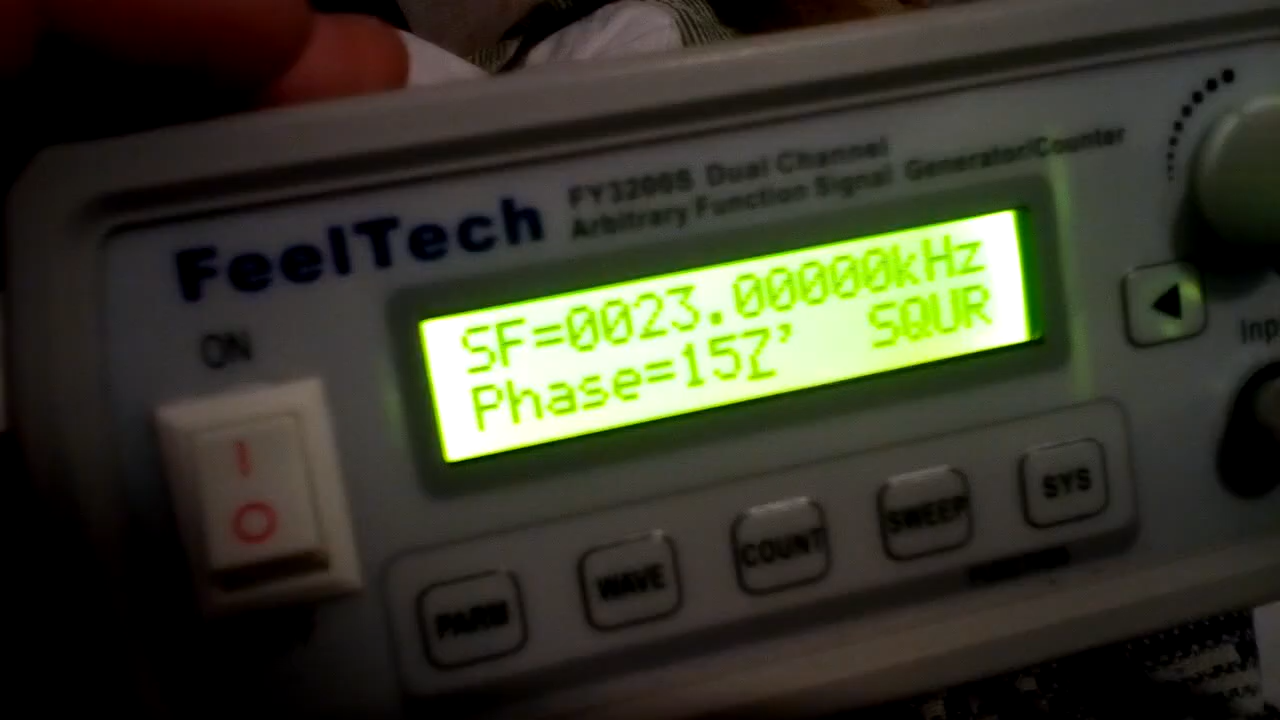 FeelTech
FY3200S Dual Channel
Arbitrary Function Signal Generator/Counter
ON
SF=0023.00000kHz
Phase=157' SQUR
I
O
PARM
WAVE
COUNT
SWEEP
SYS